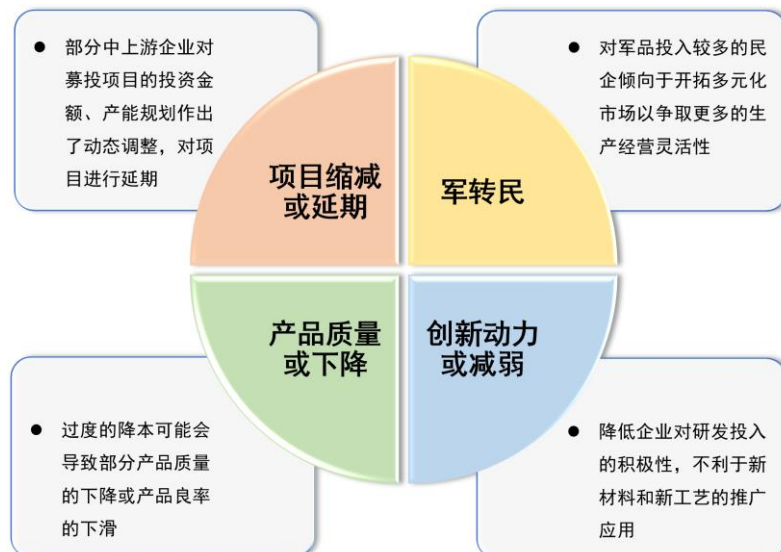 ● 部分中上游企业对
募投项目的投资金
额、产能规划作出
了动态调整，对项
目进行延期
● 对军品投入较多的民
企倾向于开拓多元化
市场以争取更多的生
产经营灵活性
项目缩减
或延期
军转民
产品质量
或下降
创新动力
或减弱
● 过度的降本可能会
导致部分产品质量
的下降或产品良率
的下滑
● 降低企业对研发投入
的积极性，不利于新
材料和新工艺的推广
应用